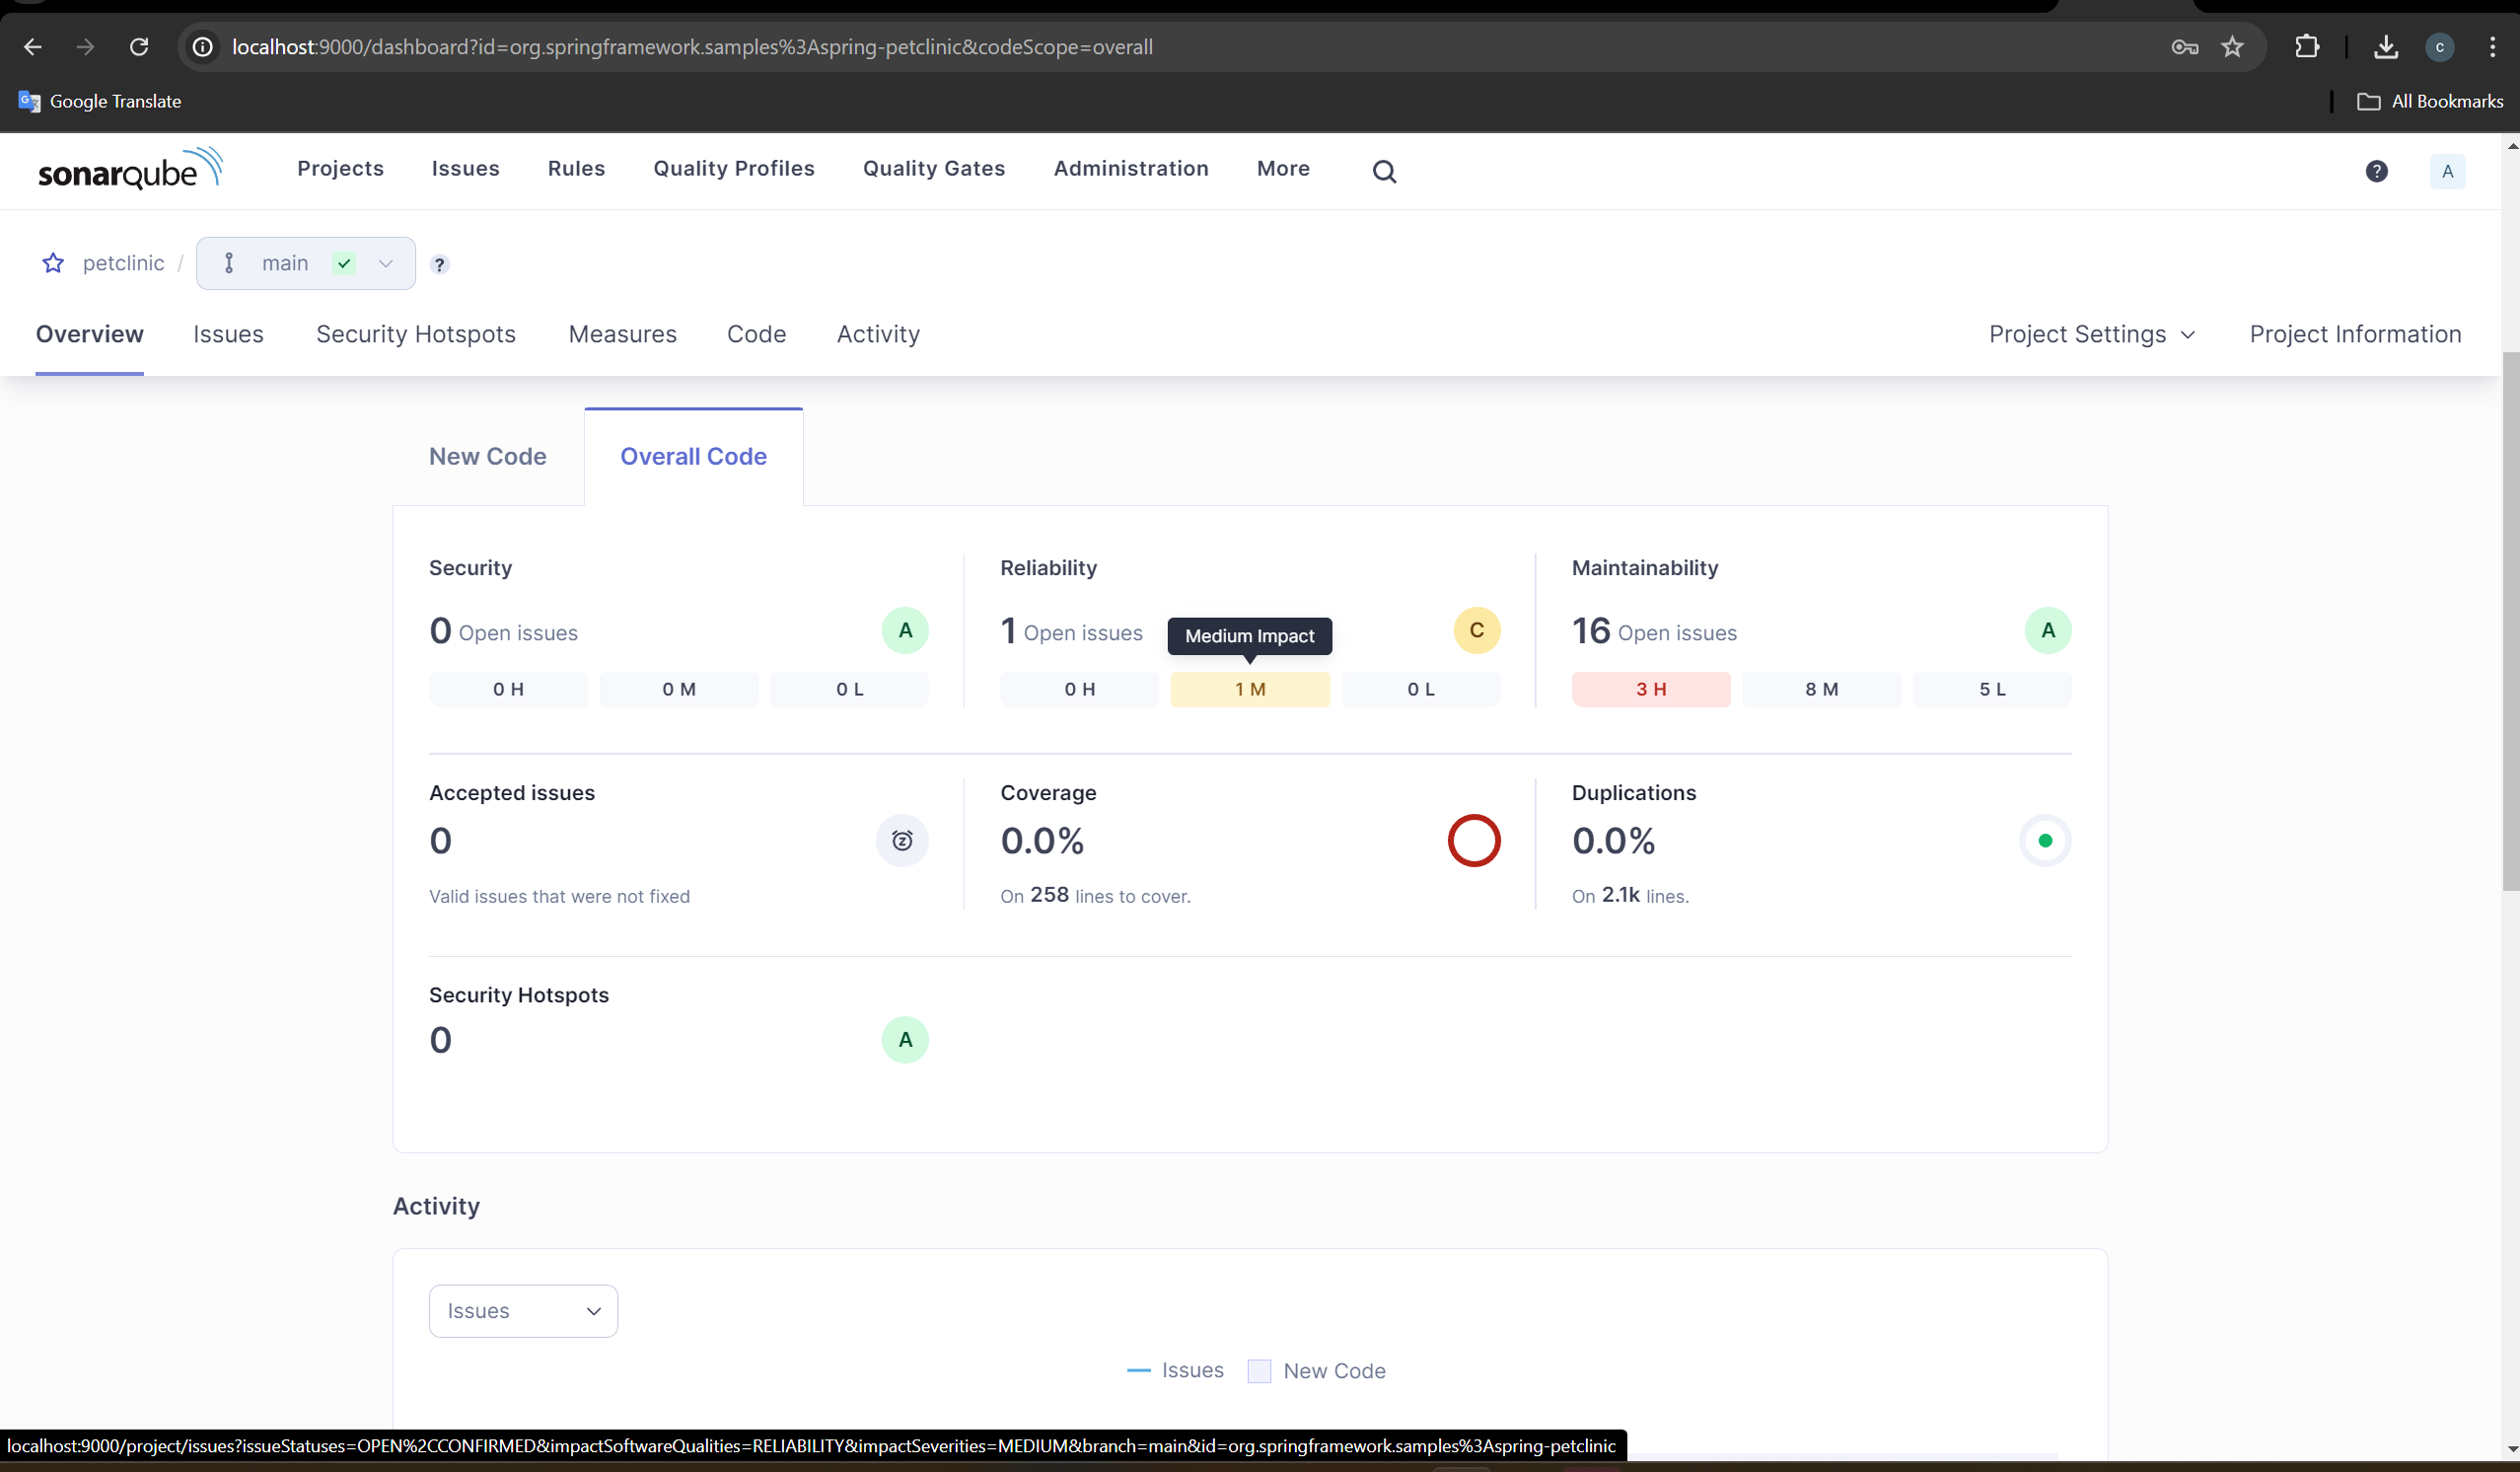 localhost:9000/dashboard?id=org.springframework.samples%3Aspring-petclinic&codeScope=overall
c
Google Translate
All Bookmarks
sonarqube
Projects Issues Rules Quality Profiles Quality Gates Administration More
? A
petclinic / main ?
Overview Issues Security Hotspots Measures Code Activity
Project Settings Project Information
New Code Overall Code
Security Reliability Maintainability
0 Open issues A 1 Open issues Medium Impact C 16 Open issues A
0 H 0 M 0 L 0 H 1 M 0 L 3 H 8 M 5 L
Accepted issues Coverage Duplications
0 0.0% 0.0%
Valid issues that were not fixed On 258 lines to cover. On 2.1k lines.
Security Hotspots
0 A
Activity
Issues
Issues New Code
localhost:9000/project/issues?issueStatuses=OPEN%2CCONFIRMED&impactSoftwareQualities=RELIABILITY&impactSeverities=MEDIUM&branch=main&id=org.springframework.samples%3Aspring-petclinic